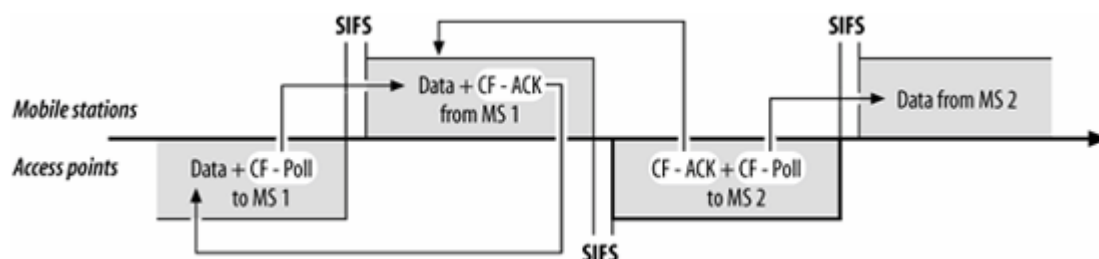 SIFS
SIFS
Mobile stations
Data + CF - ACK
from MS 1
Data from MS 2
Access points
Data + CF - Poll
to MS 1
CF - ACK + CF - Poll
to MS 2
SIFS